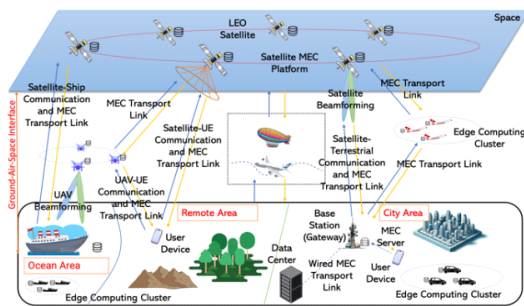 Space
LEO
Satellite
Satellite MEC
Platform
Satellite-Ship
Communication
and MEC
Transport Link
MEC
Transport
Link
Satellite
Beamforming
MEC Transport
Link
Satellite-UE
Communication
and MEC
Transport Link
Satellite-
Terrestrial
Communication
and MEC
Transport Link
Edge Computing
Cluster
MEC Transport
Link
Ground-Air-Space Interface
UAV
Beamforming
UAV-UE
Communication
and MEC
Transport Link
Remote Area
Base
Station
(Gateway)
City Area
MEC
Server
User
Device
Data
Center
User
Device
Ocean Area
Wired MEC
Transport
Link
Edge Computing Cluster
Edge Computing Cluster